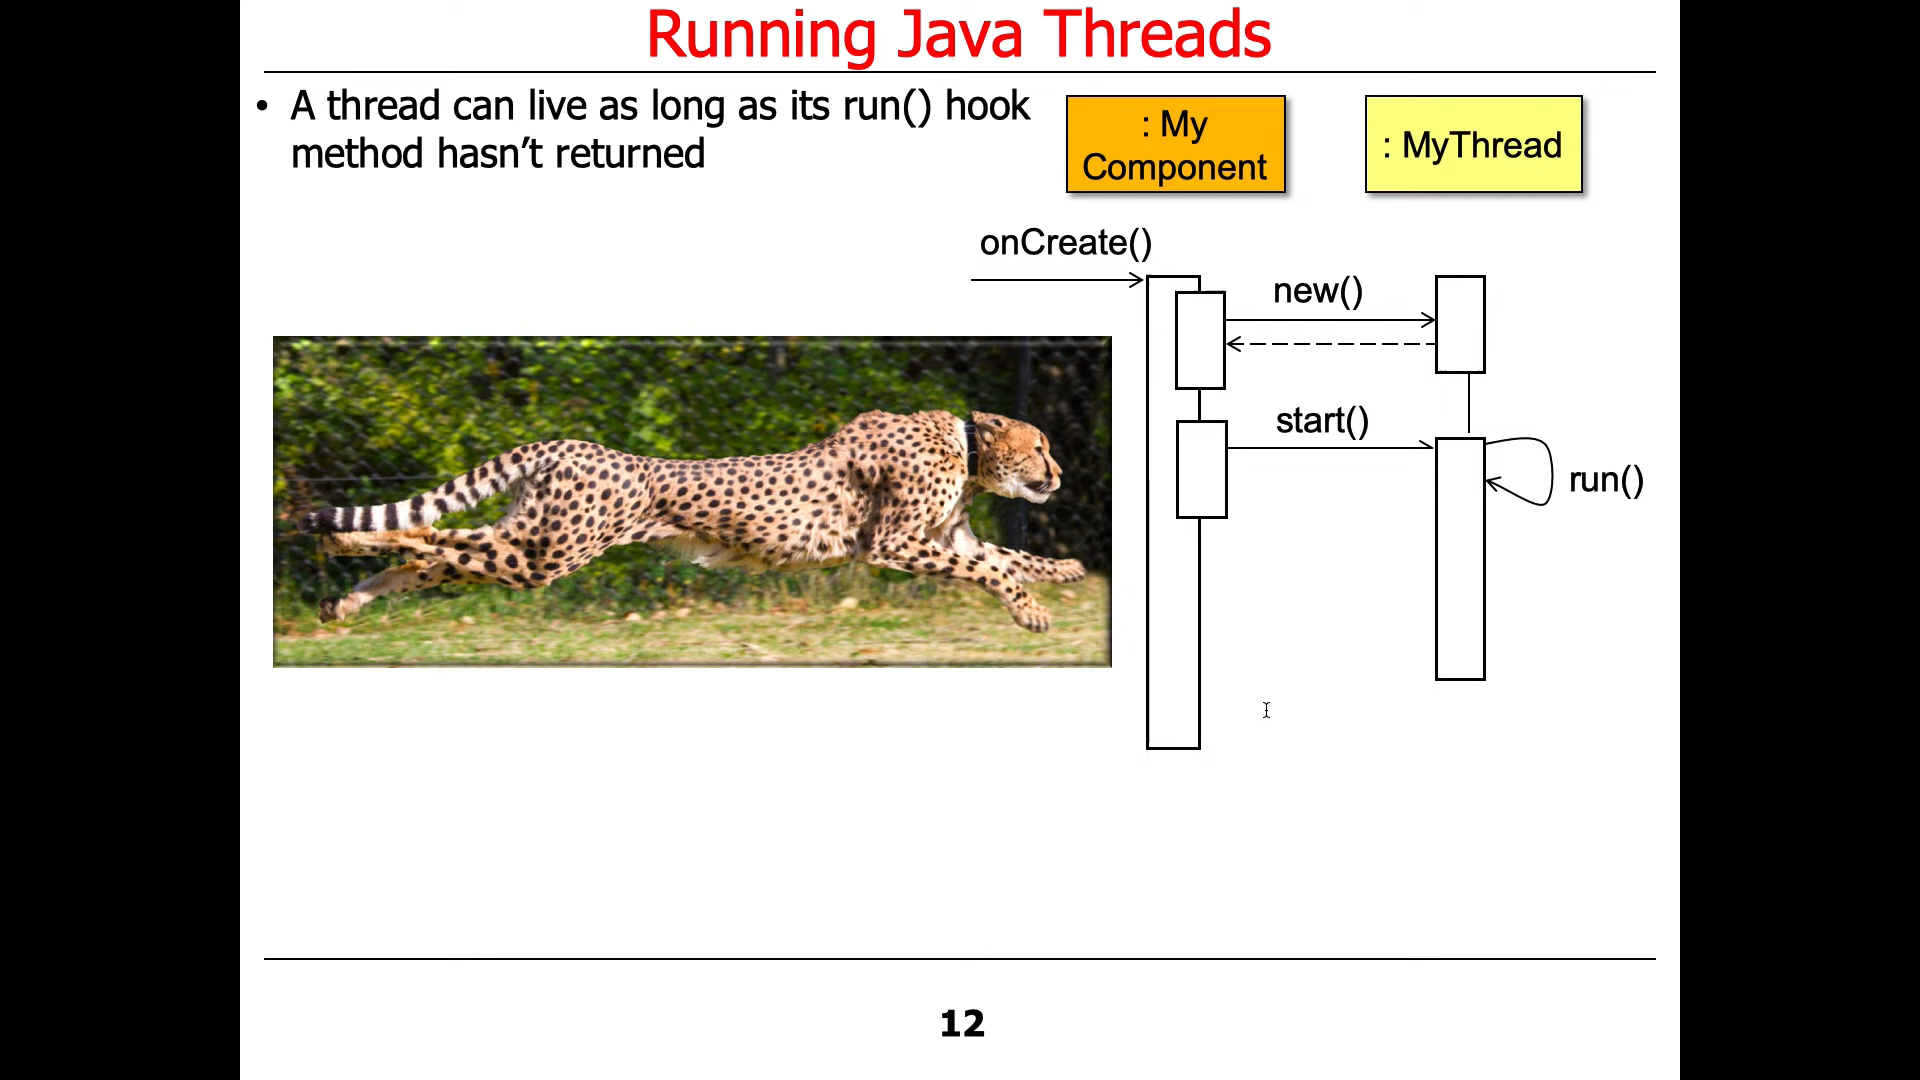 Running Java Threads
• A thread can live as long as its run() hook
method hasn’t returned
: My
Component
: MyThread
onCreate()
new()
start()
run()
12